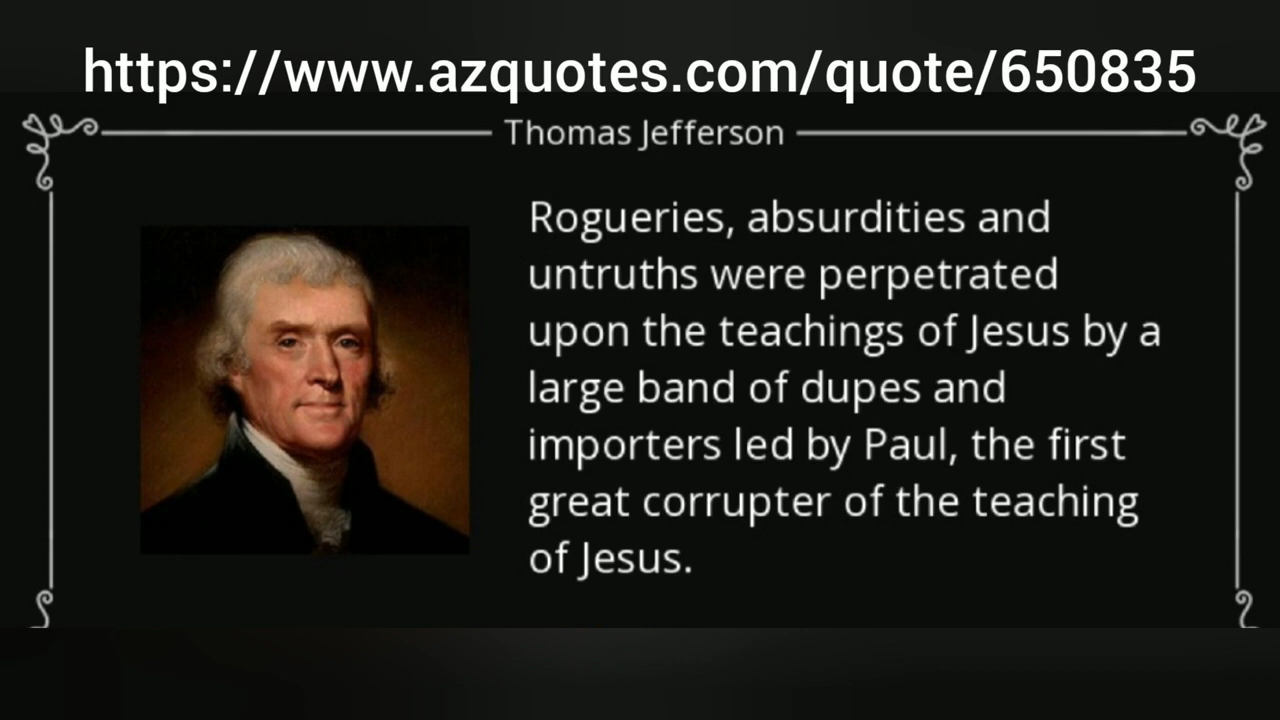 https://www.azquotes.com/quote/650835
Thomas Jefferson
Rogueries, absurdities and
untruths were perpetrated
upon the teachings of Jesus by a
large band of dupes and
importers led by Paul, the first
great corrupter of the teaching
of Jesus.